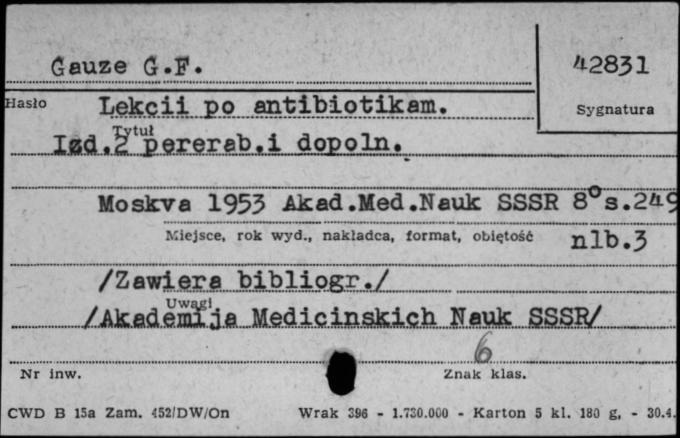 Gauze G.F.
42831
Hasło
Lekcii po antibiotikam.
Sygnatura
Tytuł
Izd.2 pererab.i dopoln.
Moskva 1953 Akad.Med.Nauk SSSR 8° s.249
Miejsce, rok wyd., nakładca, format, objętość
nlb.3
/Zawiera bibliogr./
Uwagi
/Akademija Medicinskich Nauk SSSR/
6
Nr inw.
Znak klas.
CWD B 15a Zam. 452/DW/On Wrak 396 - 1.730.000 - Karton 5 kl. 180 g, - 30.4.